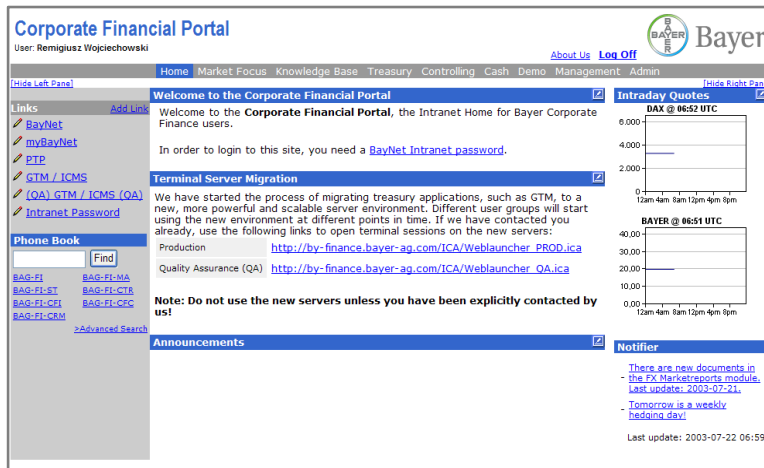 Corporate Financial Portal
User: Remigiusz Wojciechowski
About Us Log Off
BAYER
BAYER
Bayer
Home Market Focus Knowledge Base Treasury Controlling Cash Demo Management Admin
[Hide Left Pane]
[Hide Right Pan
Links Add Link
BayNet
myBayNet
PTP
GTM / ICMS
(QA) GTM / ICMS (QA)
Intranet Password
Phone Book
Find
BAG-FI BAG-FI-MA
BAG-FI-ST BAG-FI-CTR
BAG-FI-CFI BAG-FI-CFC
BAG-FI-CRM
>Advanced Search
Welcome to the Corporate Financial Portal
Welcome to the Corporate Financial Portal, the Intranet Home for Bayer Corporate
Finance users.
In order to login to this site, you need a BayNet Intranet password.
Terminal Server Migration
We have started the process of migrating treasury applications, such as GTM, to a
new, more powerful and scalable server environment. Different user groups will start
using the new environment at different points in time. If we have contacted you
already, use the following links to open terminal sessions on the new servers:
Production http://by-finance.bayer-ag.com/ICA/Weblauncher_PROD.ica
Quality Assurance (QA) http://by-finance.bayer-ag.com/ICA/Weblauncher_QA.ica
Note: Do not use the new servers unless you have been explicitly contacted by
us!
Announcements
Intraday Quotes
DAX @ 06:52 UTC
6.000
4.000
2.000
0
12am 4am 8am 12pm 4pm 8pm
BAYER @ 06:51 UTC
40,00
30,00
20,00
10,00
0,00
12am 4am 8am 12pm 4pm 8pm
Notifier
- There are new documents in
the FX Marketreports module.
Last update: 2003-07-21.
- Tomorrow is a weekly
hedging day!
Last update: 2003-07-22 06:59